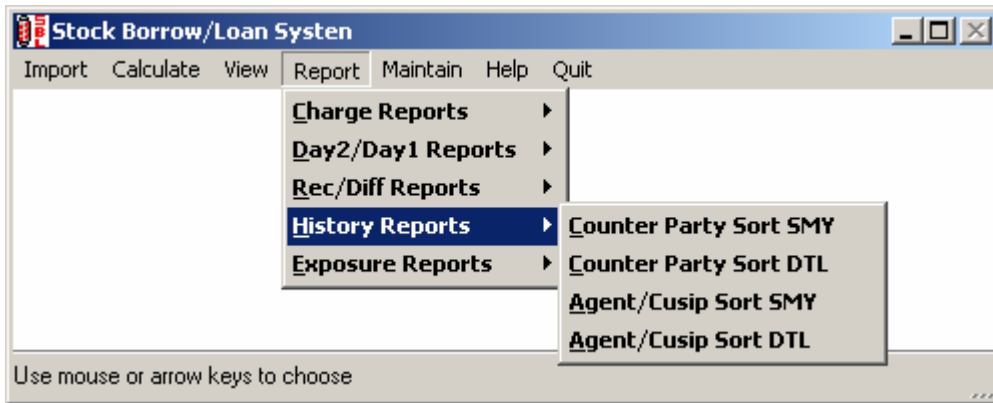 SBL Stock Borrow/Loan Systen
Import Calculate View Report Maintain Help Quit
Charge Reports
Day2/Day1 Reports
Rec/Diff Reports
History Reports
Exposure Reports
Counter Party Sort SMY
Counter Party Sort DTL
Agent/Cusip Sort SMY
Agent/Cusip Sort DTL
Use mouse or arrow keys to choose